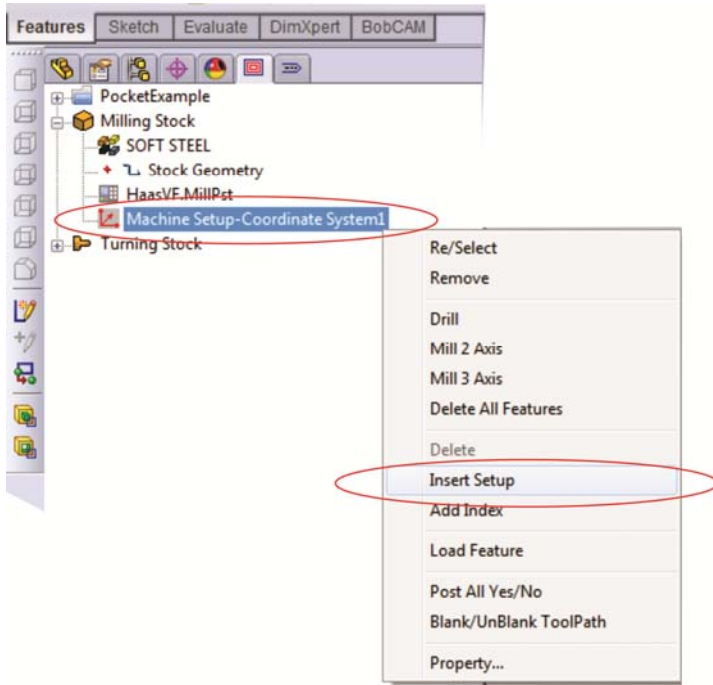 Features Sketch Evaluate DimXpert BobCAM
PocketExample
Milling Stock
SOFT STEEL
Stock Geometry
HaasVF.MillPst
Machine Setup-Coordinate System1
Turning Stock
Re/Select
Remove
Drill
Mill 2 Axis
Mill 3 Axis
Delete All Features
Delete
Insert Setup
Add Index
Load Feature
Post All Yes/No
Blank/UnBlank ToolPath
Property...